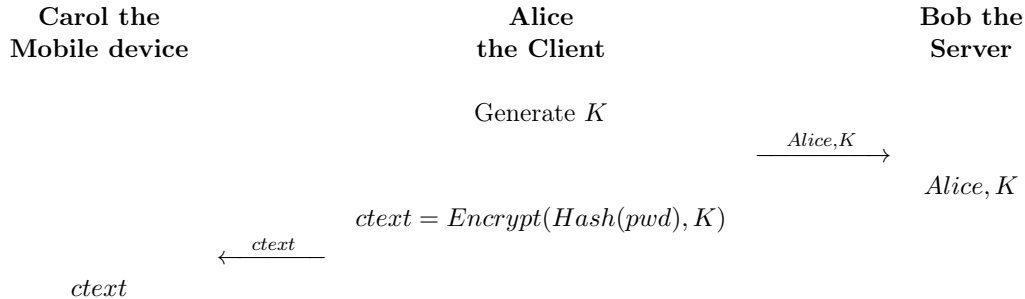 Carol the Mobile device
Alice the Client
Bob the Server
Generate K
Alice,K
Alice, K
ctext = Encrypt(Hash(pwd), K)
ctext
ctext